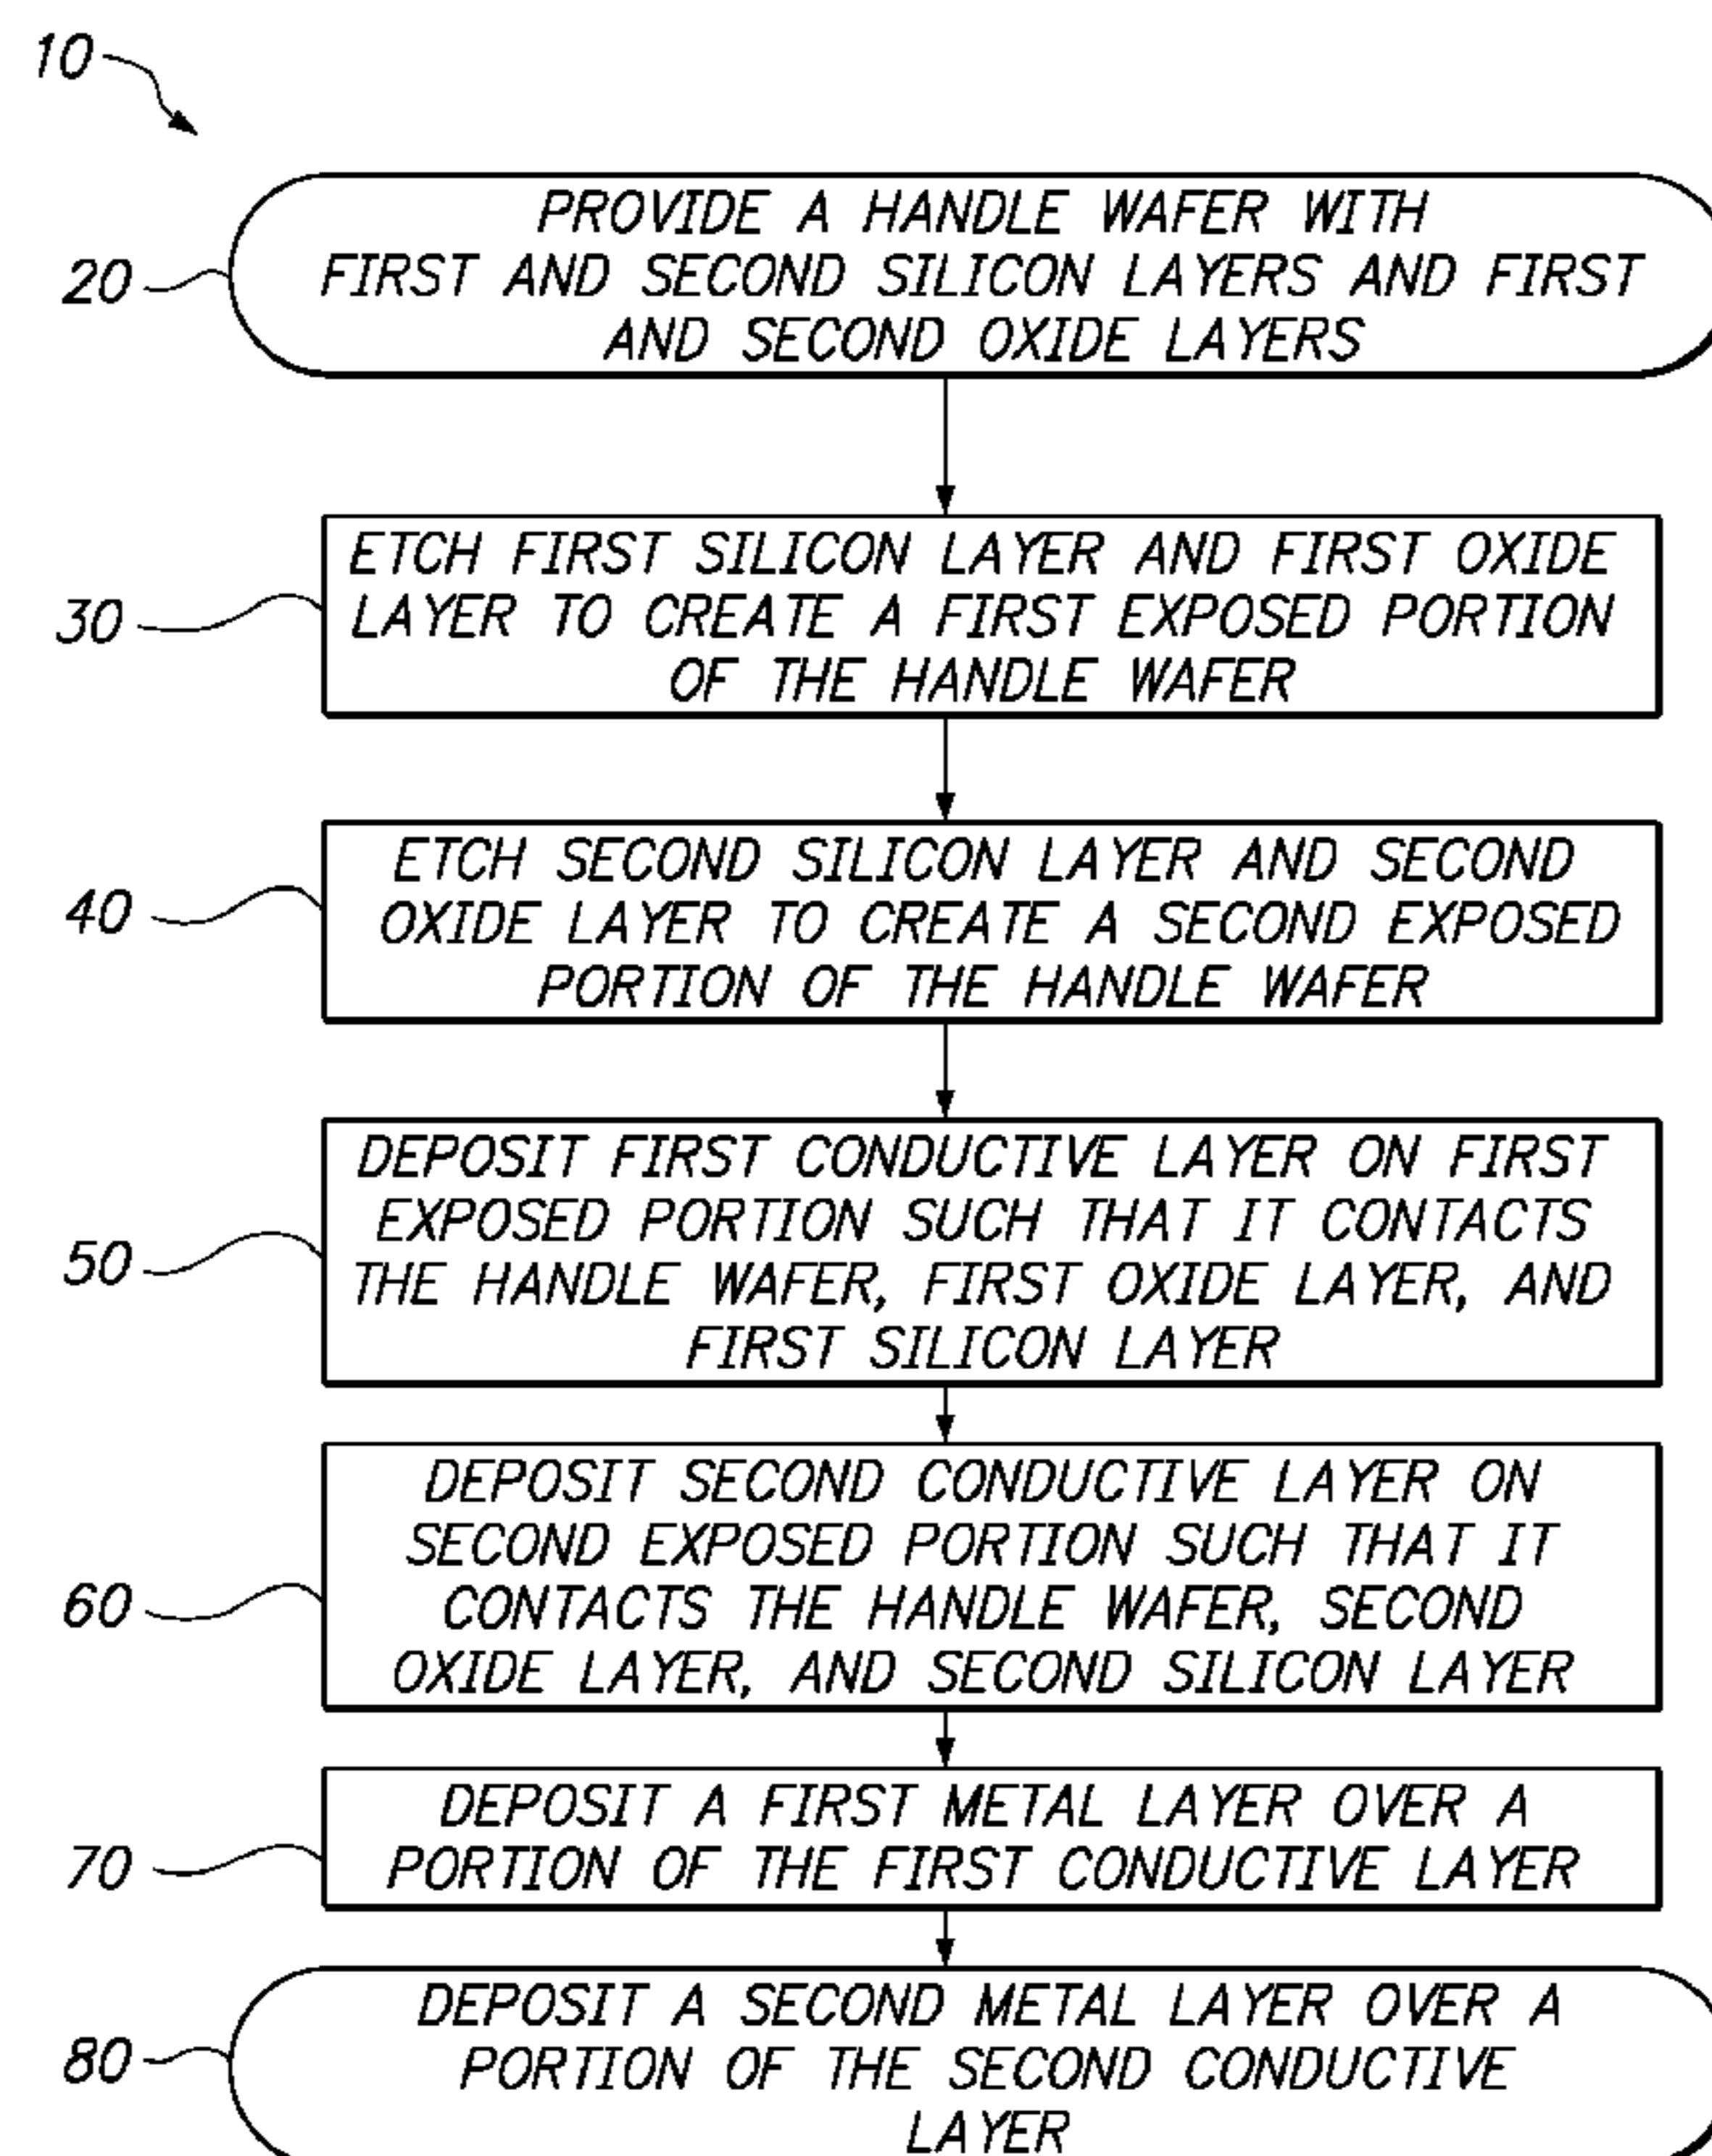 10
PROVIDE A HANDLE WAFER WITH
20
FIRST AND SECOND SILICON LAYERS AND FIRST
AND SECOND OXIDE LAYERS
ETCH FIRST SILICON LAYER AND FIRST OXIDE
30
LAYER TO CREATE A FIRST EXPOSED PORTION
OF THE HANDLE WAFER
ETCH SECOND SILICON LAYER AND SECOND
40
OXIDE LAYER TO CREATE A SECOND EXPOSED
PORTION OF THE HANDLE WAFER
DEPOSIT FIRST CONDUCTIVE LAYER ON FIRST
EXPOSED PORTION SUCH THAT IT CONTACTS
50
THE HANDLE WAFER, FIRST OXIDE LAYER, AND
FIRST SILICON LAYER
DEPOSIT SECOND CONDUCTIVE LAYER ON
SECOND EXPOSED PORTION SUCH THAT IT
60
CONTACTS THE HANDLE WAFER, SECOND
OXIDE LAYER, AND SECOND SILICON LAYER
DEPOSIT A FIRST METAL LAYER OVER A
70
PORTION OF THE FIRST CONDUCTIVE LAYER
DEPOSIT A SECOND METAL LAYER OVER A
80
PORTION OF THE SECOND CONDUCTIVE
LAYER